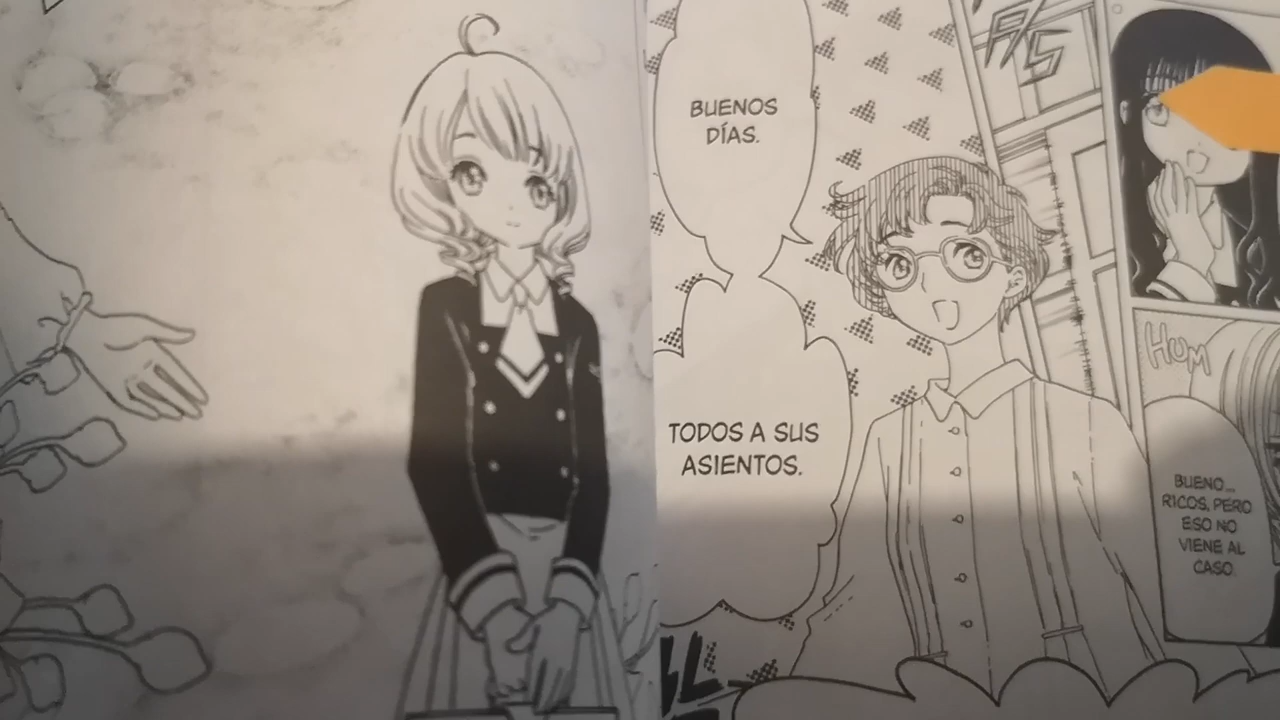 BUENOS
DÍAS.
TODOS A SUS
ASIENTOS.
HUM
BUENO...
RICOS, PERO
ESO NO
VIENE AL
CASO.